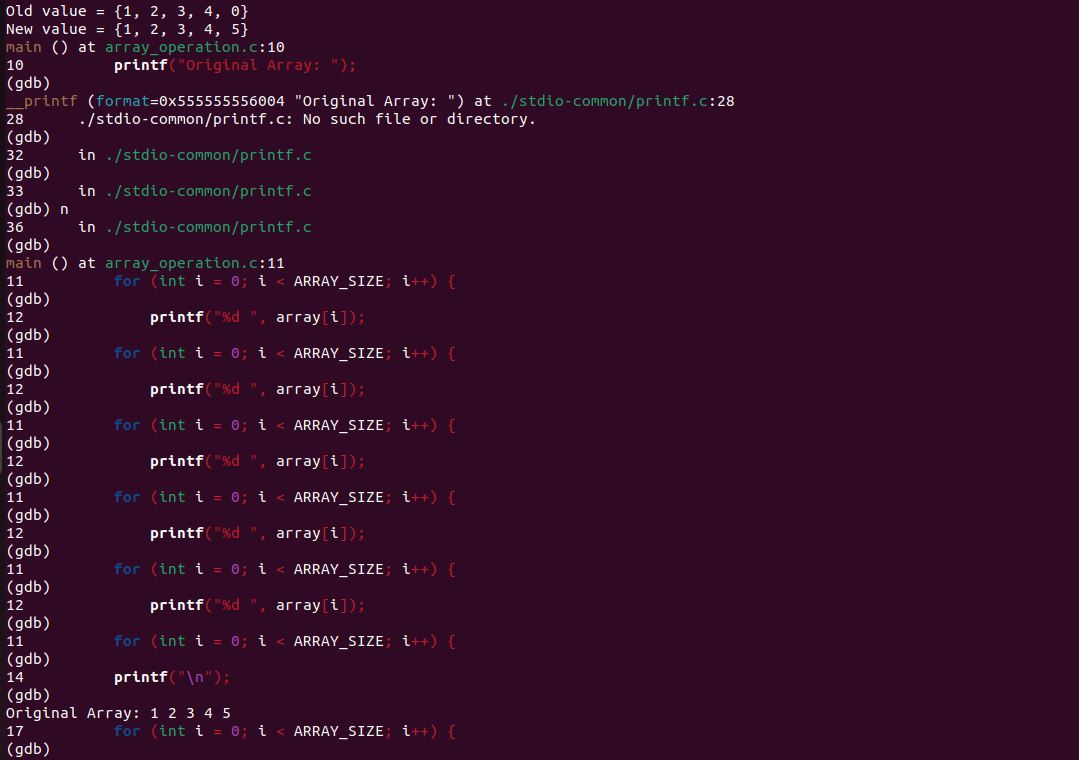 Old value = {1, 2, 3, 4, 0}
New value = {1, 2, 3, 4, 5}
main () at array_operation.c:10
10          printf("Original Array: ");
(gdb)
__printf (format=0x555555556004 "Original Array: ") at ./stdio-common/printf.c:28
28      ./stdio-common/printf.c: No such file or directory.
(gdb)
32      in ./stdio-common/printf.c
(gdb)
33      in ./stdio-common/printf.c
(gdb) n
36      in ./stdio-common/printf.c
(gdb)
main () at array_operation.c:11
11          for (int i = 0; i < ARRAY_SIZE; i++) {
(gdb)
12              printf("%d ", array[i]);
(gdb)
11          for (int i = 0; i < ARRAY_SIZE; i++) {
(gdb)
12              printf("%d ", array[i]);
(gdb)
11          for (int i = 0; i < ARRAY_SIZE; i++) {
(gdb)
12              printf("%d ", array[i]);
(gdb)
11          for (int i = 0; i < ARRAY_SIZE; i++) {
(gdb)
12              printf("%d ", array[i]);
(gdb)
11          for (int i = 0; i < ARRAY_SIZE; i++) {
(gdb)
12              printf("%d ", array[i]);
(gdb)
11          for (int i = 0; i < ARRAY_SIZE; i++) {
(gdb)
14          printf("\n");
(gdb)
Original Array: 1 2 3 4 5
17          for (int i = 0; i < ARRAY_SIZE; i++) {
(gdb)